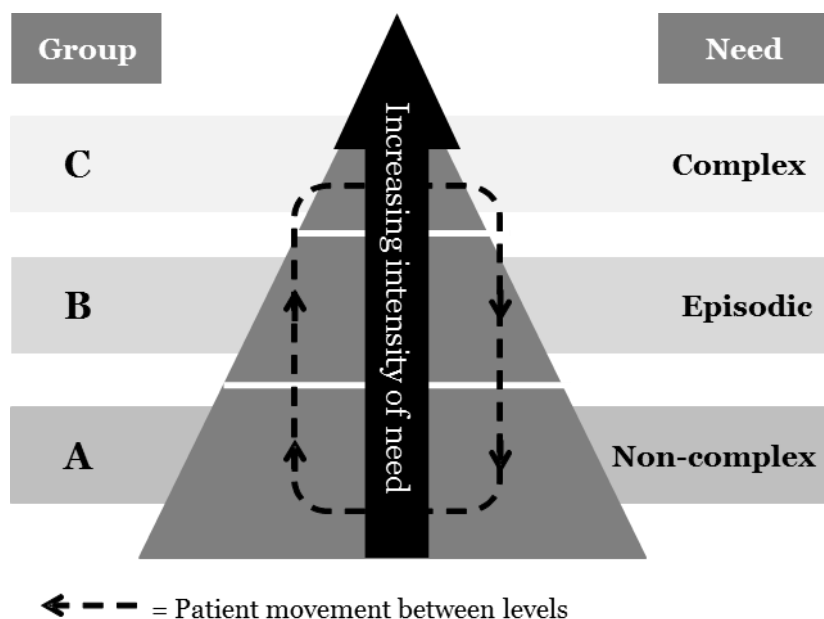 Group
Need
C
Complex
Increasing intensity of need
B
Episodic
A
Non-complex
= Patient movement between levels